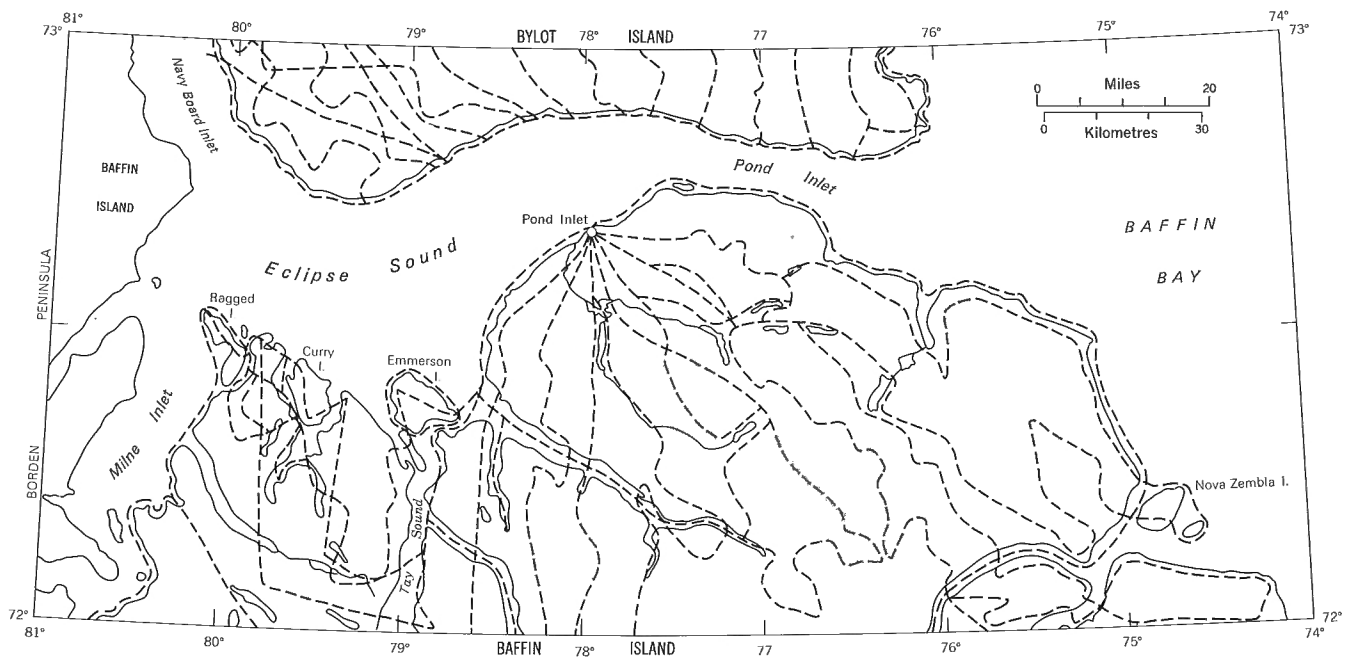 81°
80°
79°
BYLOT
78°
ISLAND
77
76°
75°
74°
73°
73°
Navy Board Inlet
Miles
0
20
0
30
Kilometres
BAFFIN
ISLAND
Pond Inlet
Pond Inlet
BAFFIN
BAY
Eclipse Sound
PENINSULA
Ragged
I.
Curry
I.
Emmerson
I.
Milne Inlet
BORDEN
Nova Zembla I.
Tay Sound
72°
72°
81°
80°
79°
BAFFIN
78°
ISLAND
77
76°
75°
74°